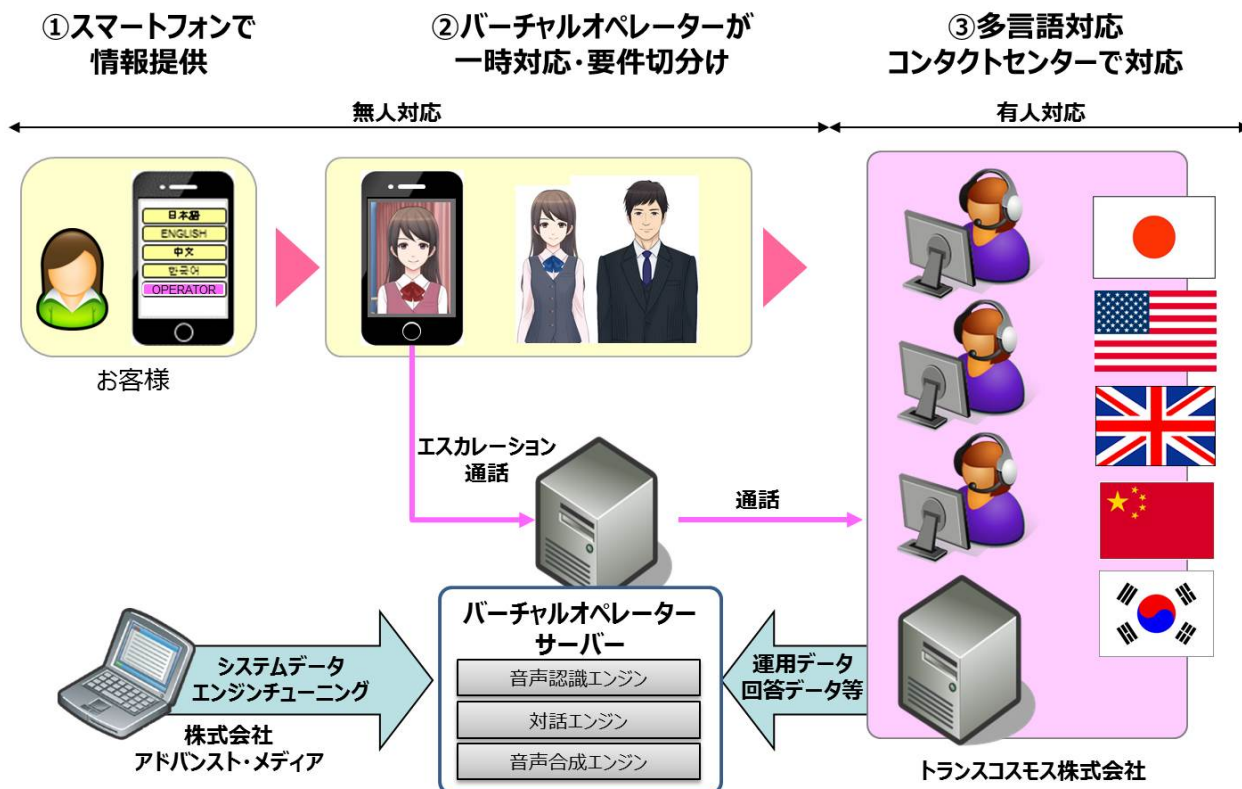 ①スマートフォンで
情報提供
②バーチャルオペレーターが
一時対応・要件切分け
③多言語対応
コンタクトセンターで対応
無人対応
有人対応
日本語
ENGLISH
中文
한국어
OPERATOR
お客様
エスカレーション
通話
通話
バーチャルオペレーター
サーバー
音声認識エンジン
対話エンジン
音声合成エンジン
システムデータ
エンジンチューニング
株式会社
アドバンスト・メディア
運用データ
回答データ等
トランスコスモス株式会社